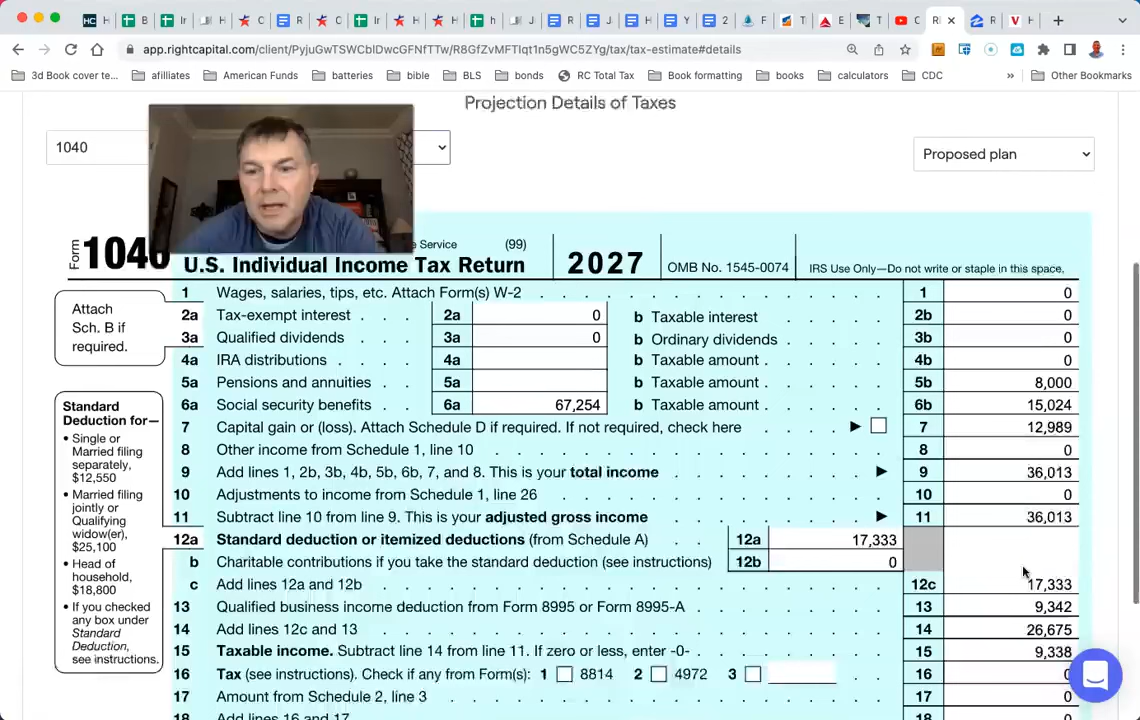 HC H B Ir H C R C Ir H H h J R J H Y 2 F T E T C R R H
app.rightcapital.com/client/PyjuGwTSWCblDwcGFNfTTw/R8GfZvMFTIqt1n5gWC5ZYg/tax/tax-estimate#details
3d Book cover te... afiliates American Funds batteries bible BLS bonds RC Total Tax Book formatting books calculators CDC » Other Bookmarks
Projection Details of Taxes
1040
Proposed plan
Form 1040
e Service (99)
U.S. Individual Income Tax Return 2027 OMB No. 1545-0074 IRS Use Only—Do not write or staple in this space.
Attach
Sch. B if
required.
1 Wages, salaries, tips, etc. Attach Form(s) W-2 . . . . . . . . . . . . . . . 1 0
2a Tax-exempt interest . . . 2a 0 b Taxable interest . . . . . 2b 0
3a Qualified dividends . . . 3a 0 b Ordinary dividends . . . . . 3b 0
4a IRA distributions . . . . 4a b Taxable amount . . . . . . 4b 0
5a Pensions and annuities . . 5a b Taxable amount . . . . . . 5b 8,000
6a Social security benefits . . 6a 67,254 b Taxable amount . . . . . . 6b 15,024
7 Capital gain or (loss). Attach Schedule D if required. If not required, check here . . . . ▶ 7 12,989
8 Other income from Schedule 1, line 10 . . . . . . . . . . . . . . . . . 8 0
9 Add lines 1, 2b, 3b, 4b, 5b, 6b, 7, and 8. This is your total income . . . . . . . . ▶ 9 36,013
10 Adjustments to income from Schedule 1, line 26 . . . . . . . . . . . . . . 10 0
11 Subtract line 10 from line 9. This is your adjusted gross income . . . . . . . . ▶ 11 36,013
12a Standard deduction or itemized deductions (from Schedule A) . . 12a 17,333
b Charitable contributions if you take the standard deduction (see instructions) 12b 0
c Add lines 12a and 12b . . . . . . . . . . . . . . . . . . . . . 12c 17,333
13 Qualified business income deduction from Form 8995 or Form 8995-A . . . . . . . . 13 9,342
14 Add lines 12c and 13 . . . . . . . . . . . . . . . . . . . . . 14 26,675
15 Taxable income. Subtract line 14 from line 11. If zero or less, enter -0- . . . . . . . . 15 9,338
16 Tax (see instructions). Check if any from Form(s): 1 8814 2 4972 3 . . 16 0
17 Amount from Schedule 2, line 3 . . . . . . . . . . . . . . . . . . 17 0
18 Add lines 16 and 17
Standard
Deduction for—
• Single or
Married filing
separately,
$12,550
• Married filing
jointly or
Qualifying
widow(er),
$25,100
• Head of
household,
$18,800
• If you checked
any box under
Standard
Deduction,
see instructions.